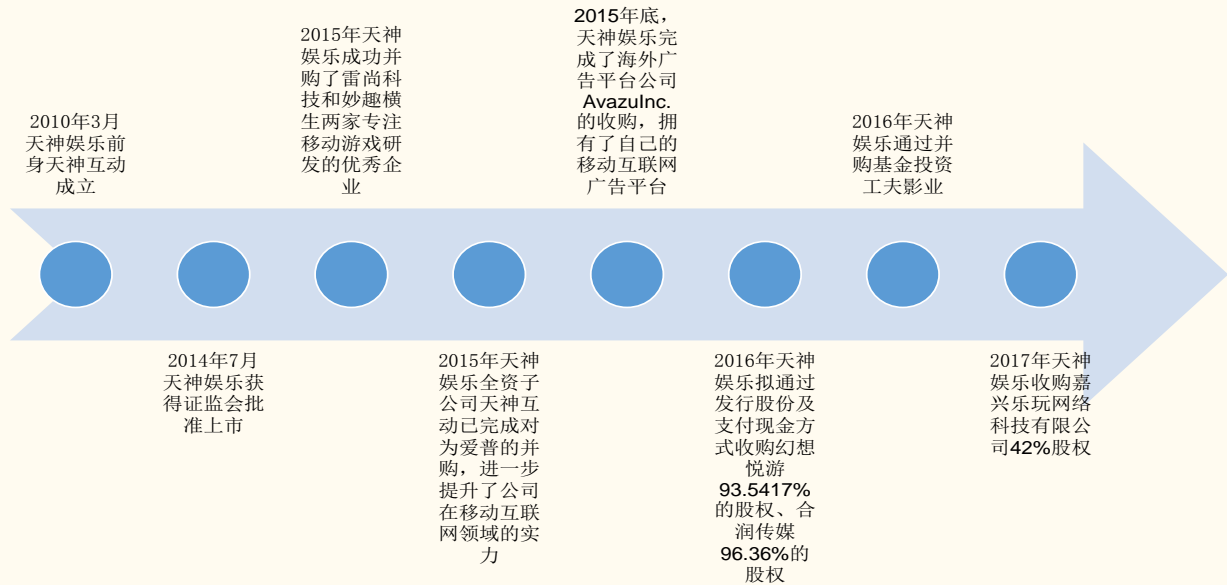 2010年3月
天神娱乐前
身天神互动
成立
2014年7月
天神娱乐获
得证监会批
准上市
2015年天神
娱乐成功并
购了雷尚科
技和妙趣横
生两家专注
移动游戏研
发的优秀企
业
2015年天神
娱乐全资子
公司天神互
动已完成对
为爱普的并
购，进一步
提升了公司
在移动互联
网领域的实
力
2015年底，
天神娱乐完
成了海外广
告平台公司
AvazuInc.
的收购，拥
有了自己的
移动互联网
广告平台
2016年天神
娱乐拟通过
发行股份及
支付现金方
式收购幻想
悦游
93.5417%
的股权、合
润传媒
96.36%的
股权
2016年天神
娱乐通过并
购基金投资
工夫影业
2017年天神
娱乐收购嘉
兴乐玩网络
科技有限公
司42%股权